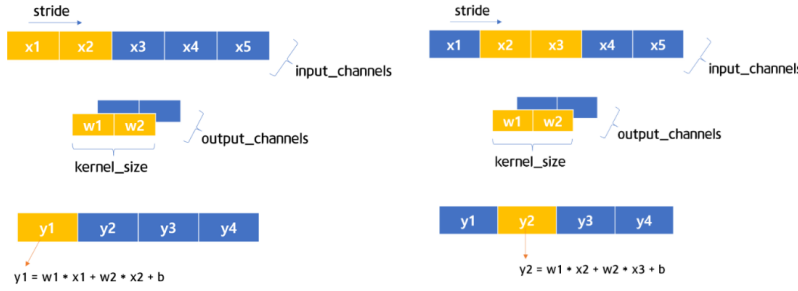 stride
x1 x2 x3 x4 x5
input_channels
w1 w2
output_channels
kernel_size
y1 y2 y3 y4
y1 = w1 * x1 + w2 * x2 + b
stride
x1 x2 x3 x4 x5
input_channels
w1 w2
output_channels
kernel_size
y1 y2 y3 y4
y2 = w1 * x2 + w2 * x3 + b